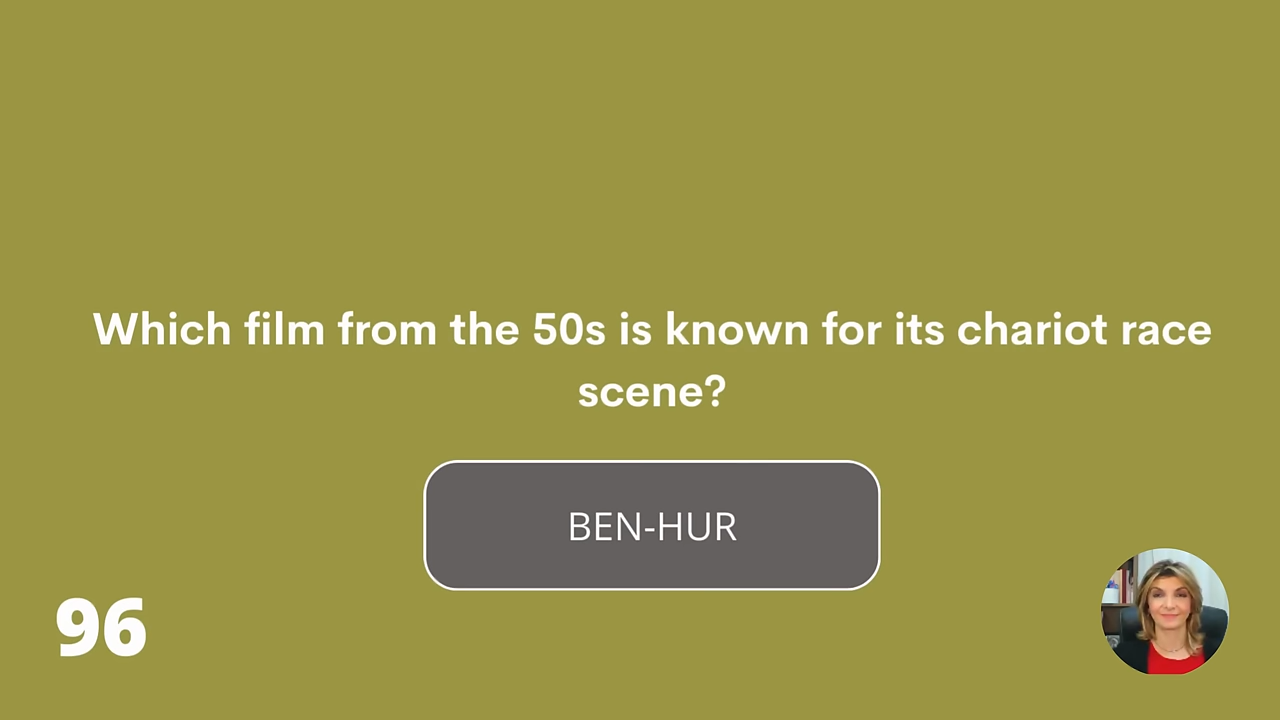 Which film from the 50s is known for its chariot race
scene?
BEN-HUR
96